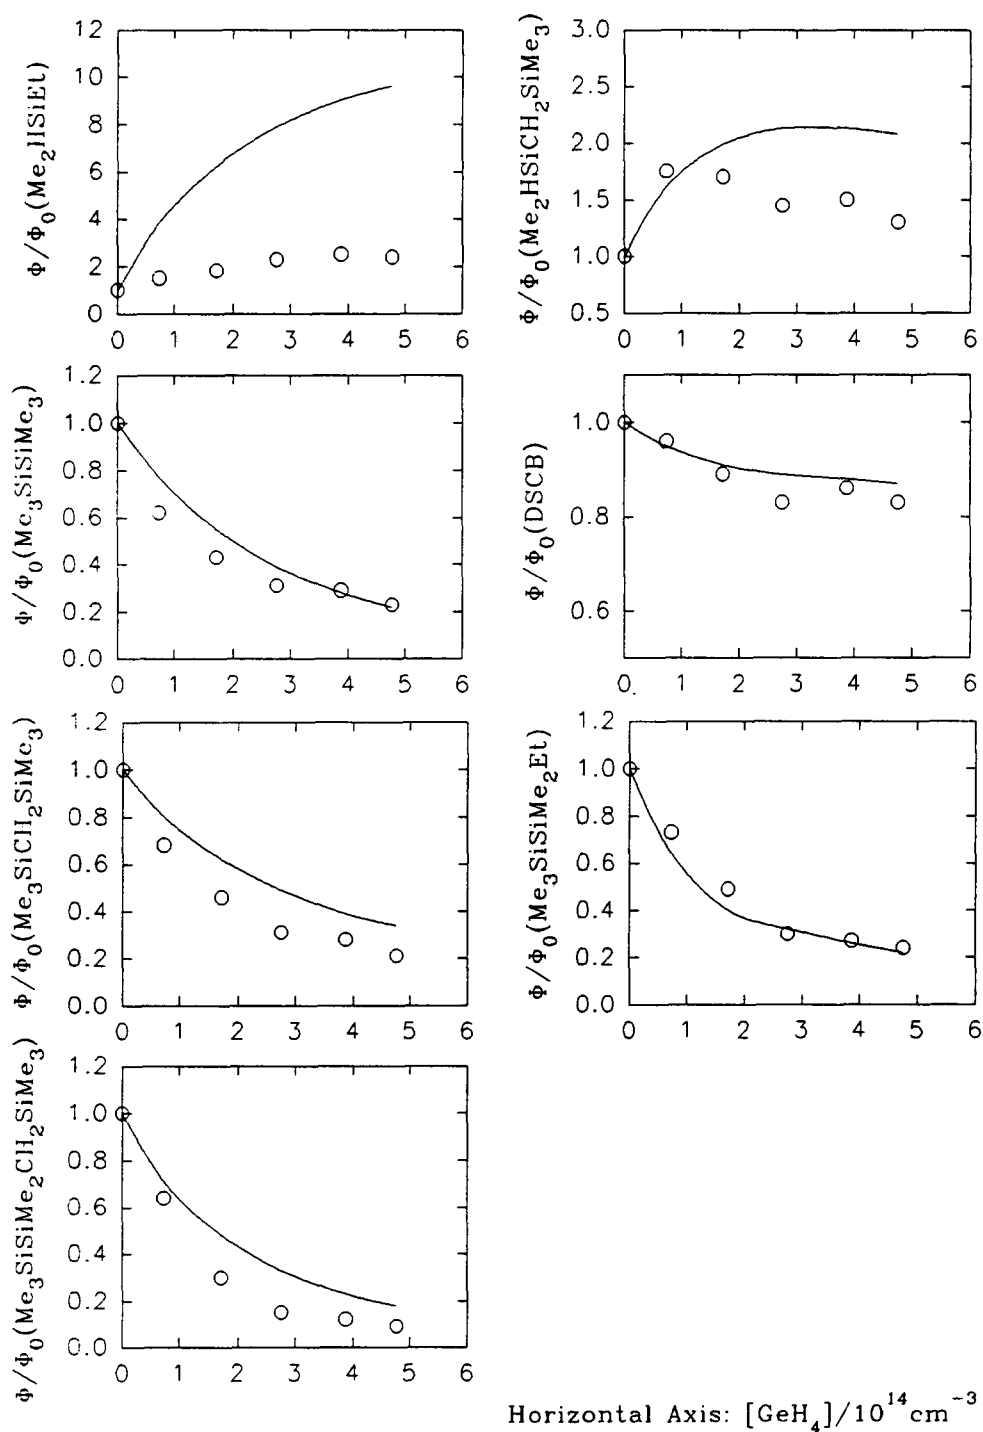 Φ/Φ₀(Me₂HSiEt)
12
10
8
6
4
2
0
0 1 2 3 4 5 6
Φ/Φ₀(Me₂HSiCH₂SiMe₃)
3.0
2.5
2.0
1.5
1.0
0.5
0 1 2 3 4 5 6
Φ/Φ₀(Me₃SiSiMe₃)
1.2
1.0
0.8
0.6
0.4
0.2
0.0
0 1 2 3 4 5 6
Φ/Φ₀(DSCB)
1.0
0.8
0.6
0 1 2 3 4 5 6
Φ/Φ₀(Me₃SiCH₂SiMe₃)
1.2
1.0
0.8
0.6
0.4
0.2
0.0
0 1 2 3 4 5 6
Φ/Φ₀(Me₃SiSiMe₂Et)
1.2
1.0
0.8
0.6
0.4
0.2
0.0
0 1 2 3 4 5 6
Φ/Φ₀(Me₃SiSiMe₂CH₂SiMe₃)
1.2
1.0
0.8
0.6
0.4
0.2
0.0
0 1 2 3 4 5 6
Horizontal Axis: [GeH₄]/10¹⁴cm⁻³